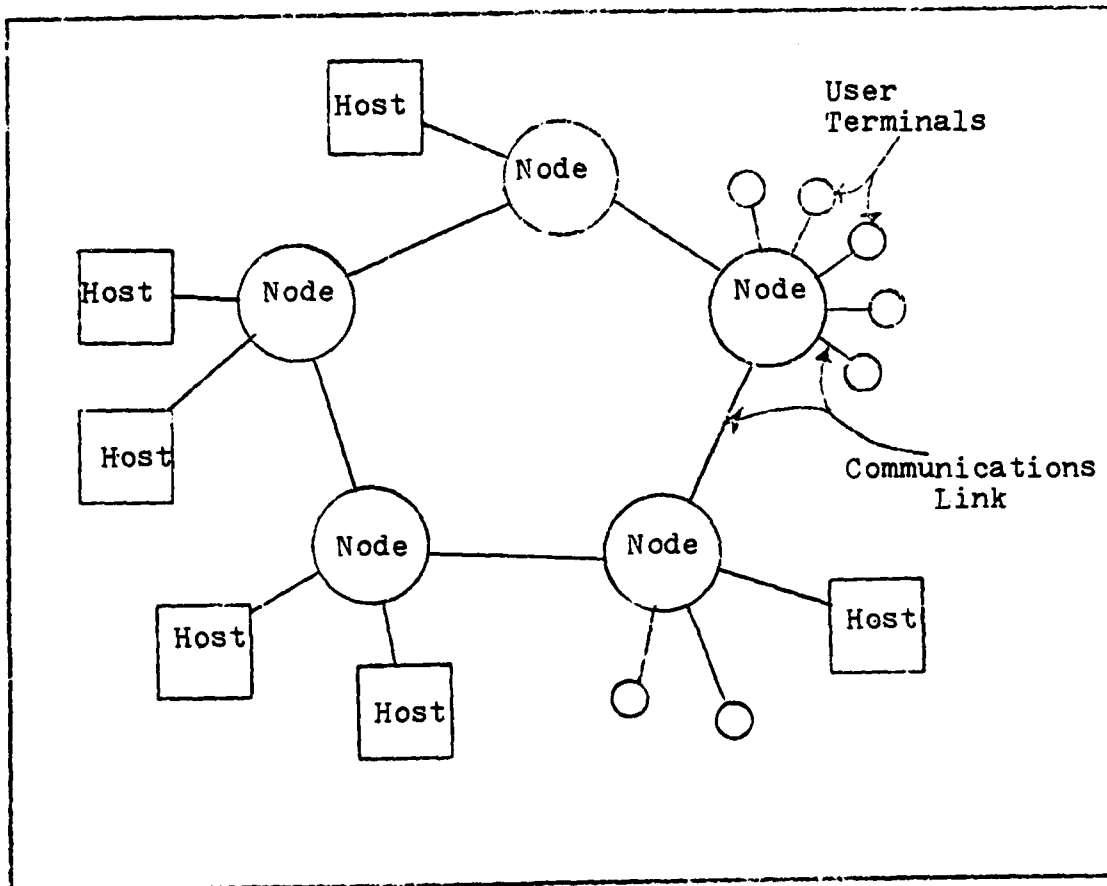 Host
User
Terminals
Node
Host
Node
Node
Host
Communications
Link
Node
Node
Host
Host
Host